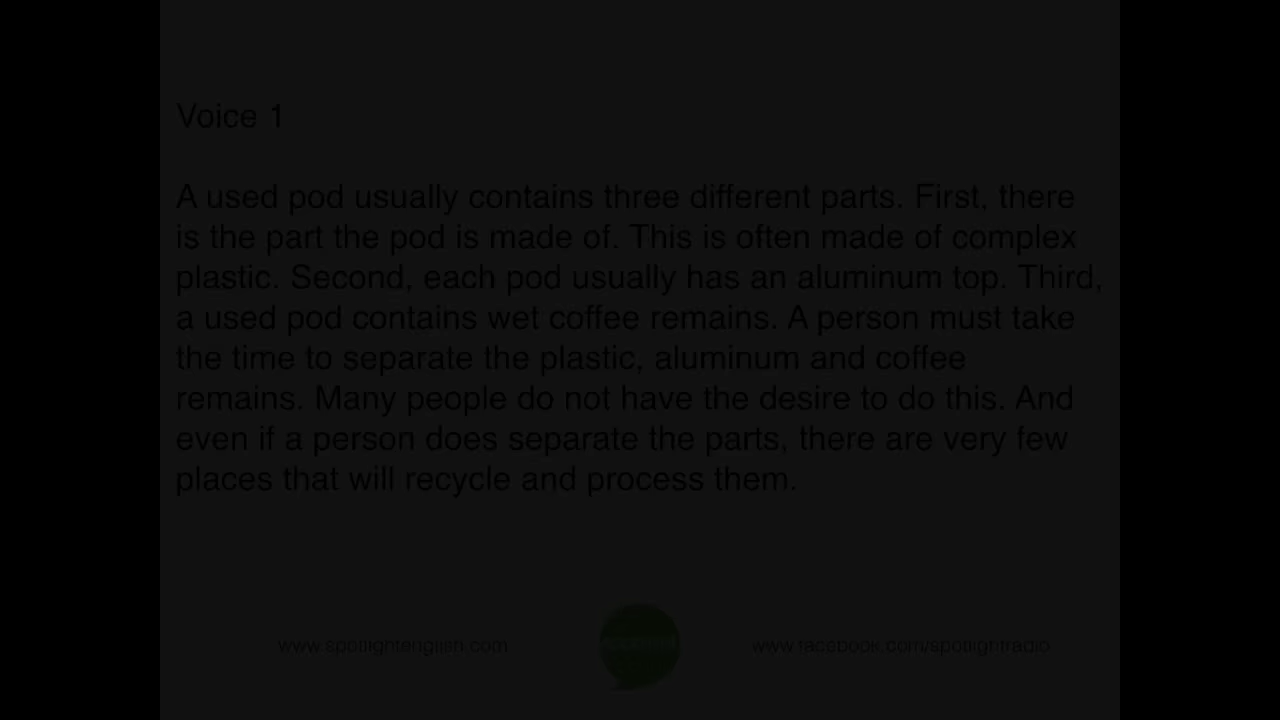 Voice 1
A used pod usually contains three different parts. First, there
is the part the pod is made of. This is often made of complex
plastic. Second, each pod usually has an aluminum top. Third,
a used pod contains wet coffee remains. A person must take
the time to separate the plastic, aluminum and coffee
remains. Many people do not have the desire to do this. And
even if a person does separate the parts, there are very few
places that will recycle and process them.
www.spotlightenglish.com
www.facebook.com/spotlightradio